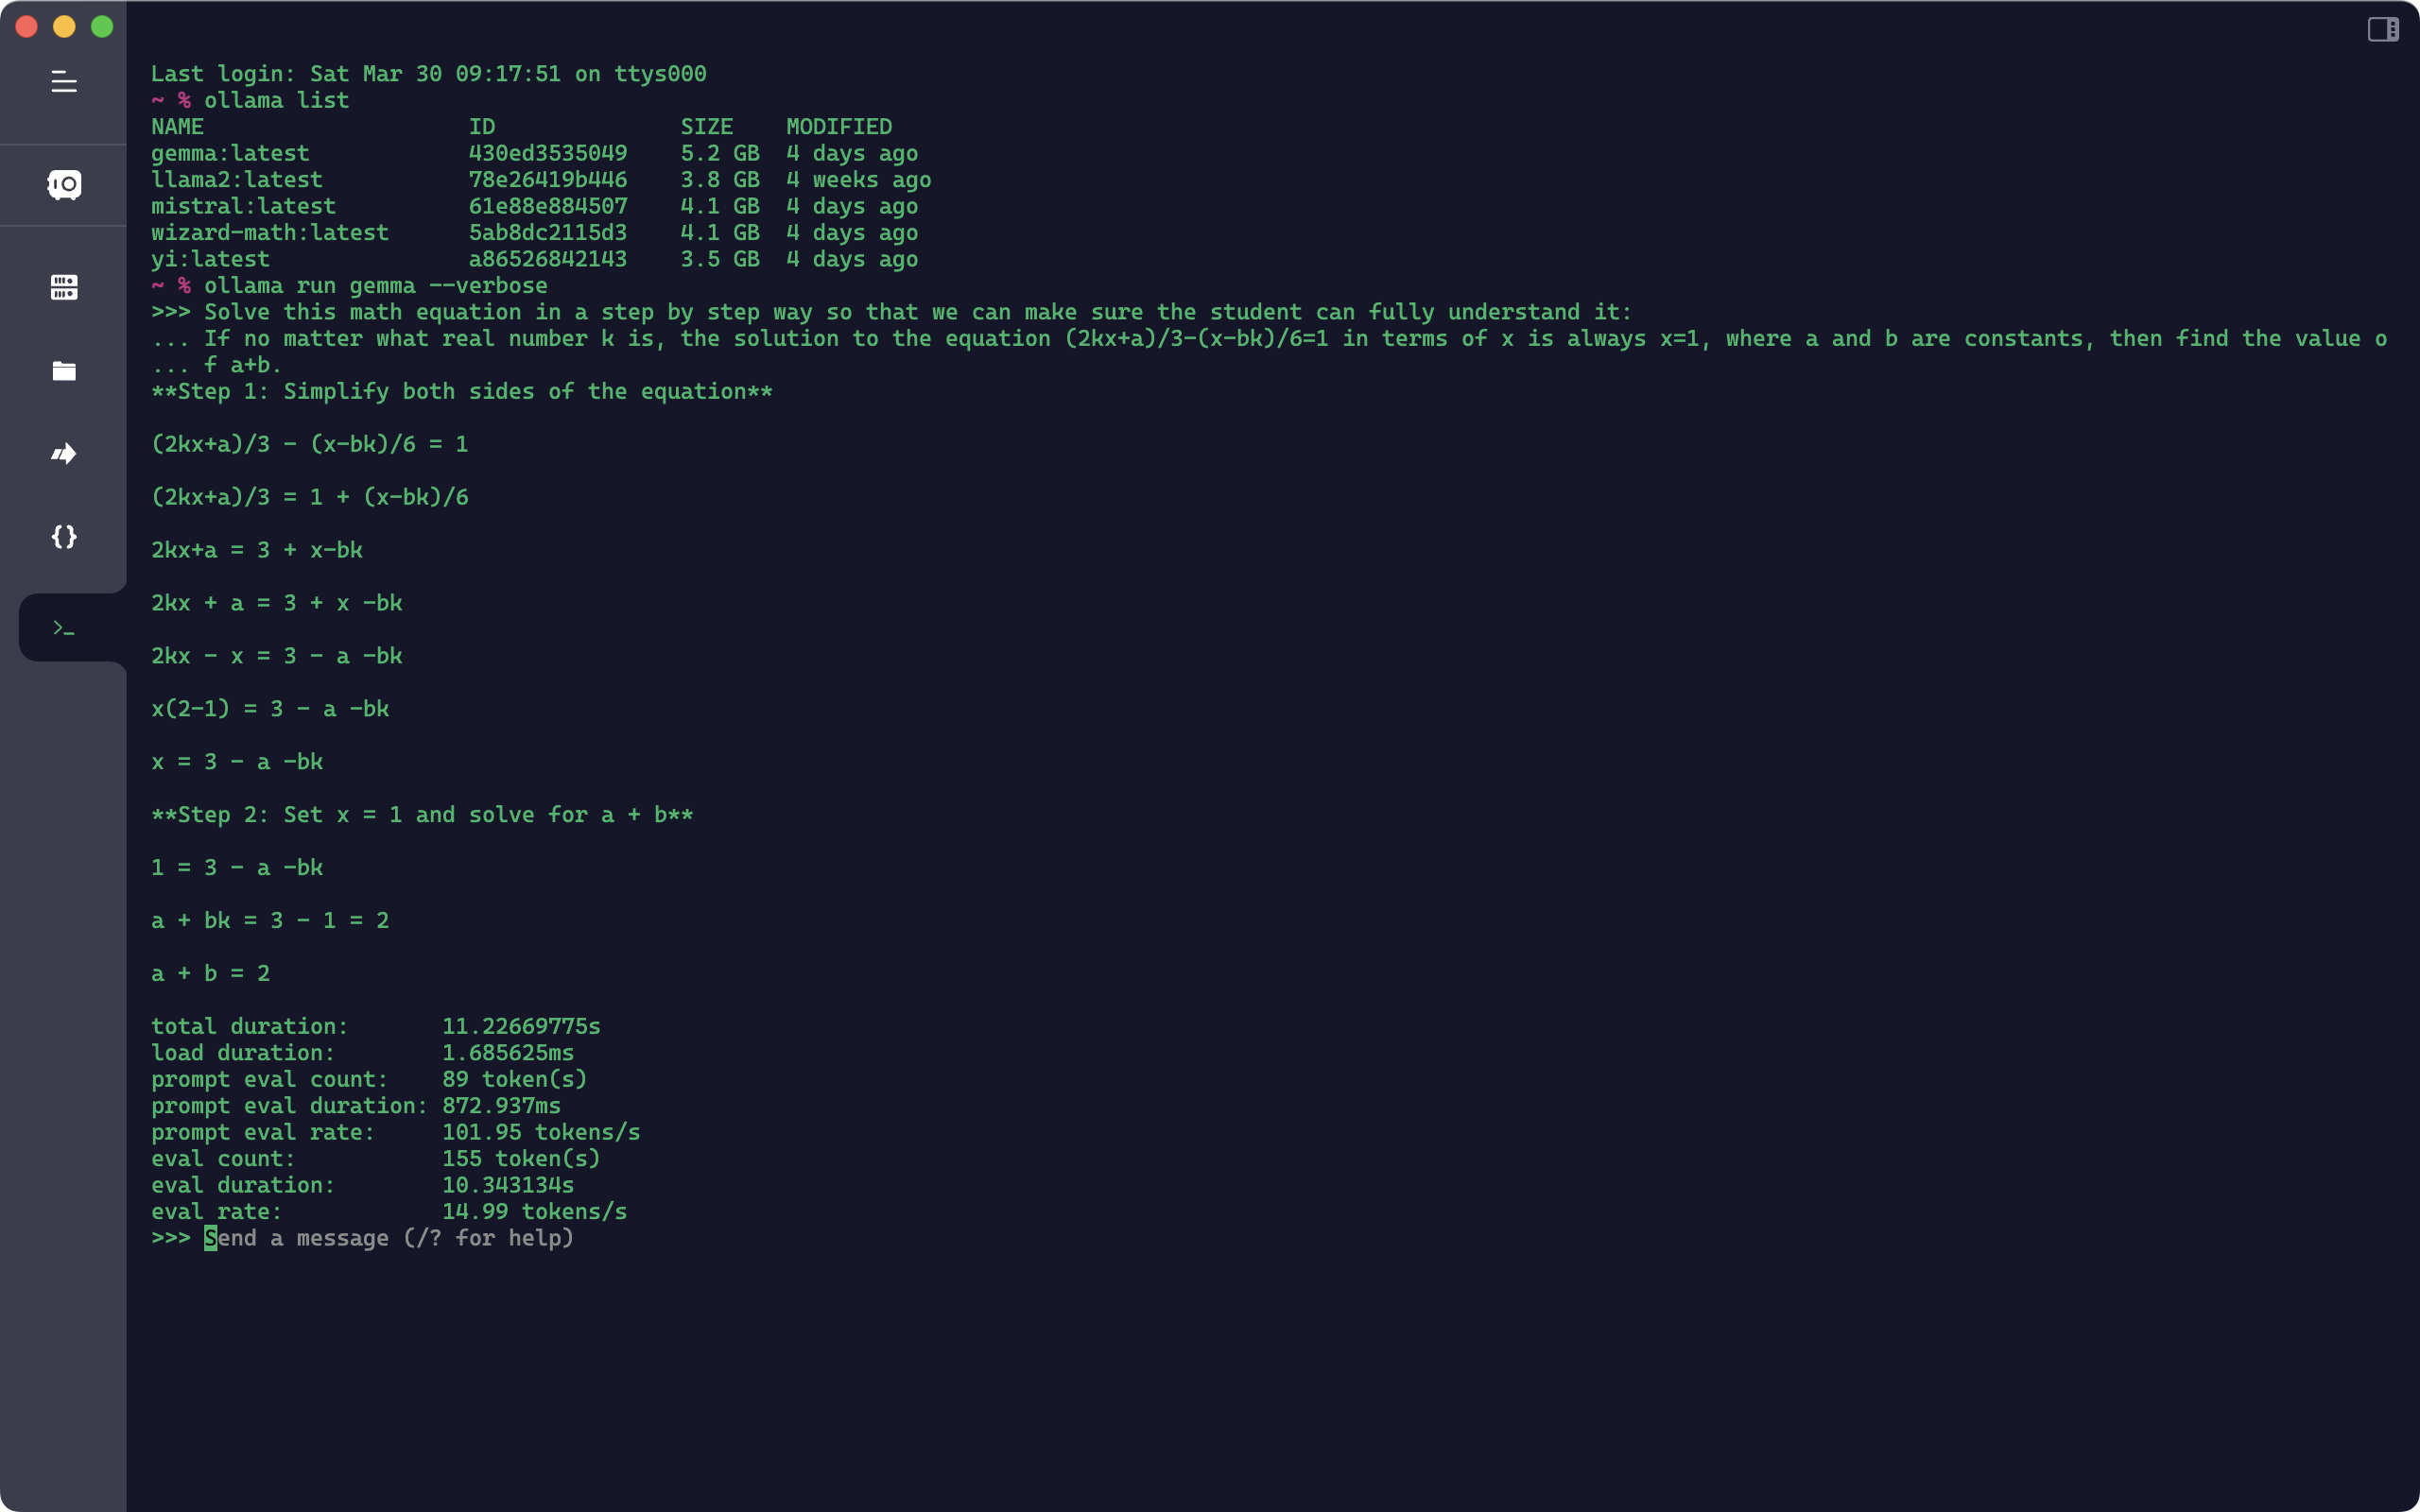 Last login: Sat Mar 30 09:17:51 on ttys000
~ % ollama list
NAME                    ID              SIZE    MODIFIED
gemma:latest            430ed3535049    5.2 GB  4 days ago
llama2:latest           78e26419b446    3.8 GB  4 weeks ago
mistral:latest          61e88e884507    4.1 GB  4 days ago
wizard-math:latest      5ab8dc2115d3    4.1 GB  4 days ago
yi:latest               a86526842143    3.5 GB  4 days ago
~ % ollama run gemma --verbose
>>> Solve this math equation in a step by step way so that we can make sure the student can fully understand it:
... If no matter what real number k is, the solution to the equation (2kx+a)/3-(x-bk)/6=1 in terms of x is always x=1, where a and b are constants, then find the value o
... f a+b.
**Step 1: Simplify both sides of the equation**
(2kx+a)/3 - (x-bk)/6 = 1
(2kx+a)/3 = 1 + (x-bk)/6
2kx+a = 3 + x-bk
2kx + a = 3 + x -bk
2kx - x = 3 - a -bk
x(2-1) = 3 - a -bk
x = 3 - a -bk
**Step 2: Set x = 1 and solve for a + b**
1 = 3 - a -bk
a + bk = 3 - 1 = 2
a + b = 2
total duration:       11.22669775s
load duration:        1.685625ms
prompt eval count:    89 token(s)
prompt eval duration: 872.937ms
prompt eval rate:     101.95 tokens/s
eval count:           155 token(s)
eval duration:        10.343134s
eval rate:            14.99 tokens/s
>>> Send a message (/? for help)